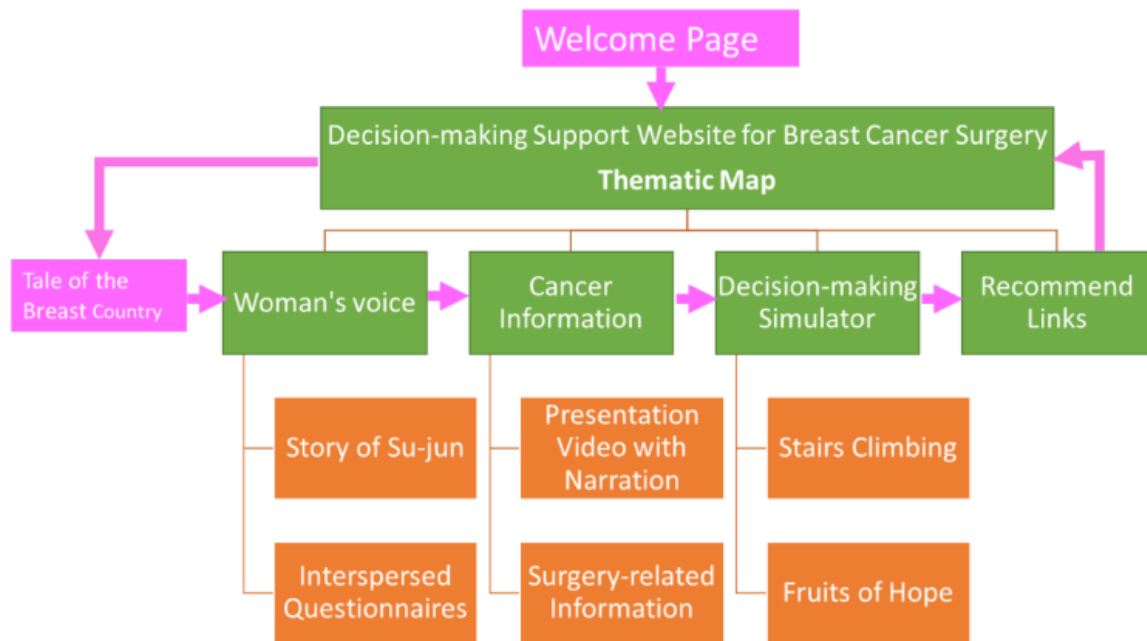 Welcome Page
Decision-making Support Website for Breast Cancer Surgery
Thematic Map
Tale of the
Breast Country
Woman's voice
Cancer
Information
Decision-making
Simulator
Recommend
Links
Story of Su-jun
Presentation
Video with
Narration
Stairs Climbing
Interspersed
Questionnaires
Surgery-related
Information
Fruits of Hope